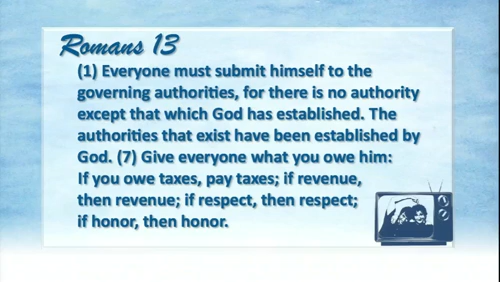 Romans 13
(1) Everyone must submit himself to the
governing authorities, for there is no authority
except that which God has established. The
authorities that exist have been established by
God. (7) Give everyone what you owe him:
If you owe taxes, pay taxes; if revenue,
then revenue; if respect, then respect;
if honor, then honor.